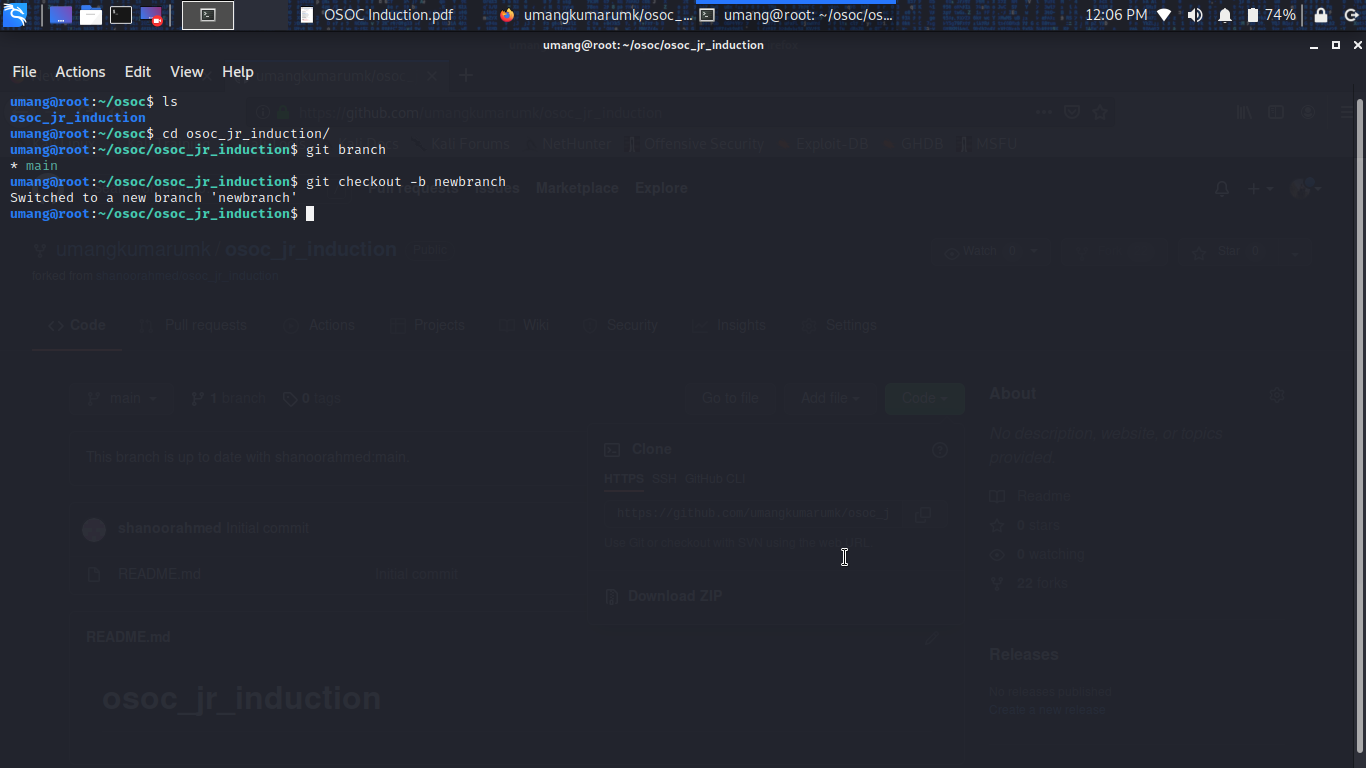 OSOC Induction.pdf
umangkumarumk/osoc_...
umang@root: ~/osoc/os...
12:06 PM
74%
umang@root: ~/osoc/osoc_jr_induction
File Actions Edit View Help
umang@root:~/osoc$ ls
osoc_jr_induction
umang@root:~/osoc$ cd osoc_jr_induction/
umang@root:~/osoc/osoc_jr_induction$ git branch
* main
umang@root:~/osoc/osoc_jr_induction$ git checkout -b newbranch
Switched to a new branch 'newbranch'
umang@root:~/osoc/osoc_jr_induction$
https://github.com/umangkumarumk/osoc_jr_induction
Kali Forums NetHunter Offensive Security Exploit-DB GHDB MSFU
Pull requests Issues Marketplace Explore
umangkumarumk / osoc_jr_induction Public
forked from shanoorahmed/osoc_jr_induction
Watch 0
Star 0
Code Pull requests Actions Projects Wiki Security Insights Settings
main 1 branch 0 tags
Go to file Add file Code
About
No description, website, or topics
provided.
This branch is up to date with shanoorahmed:main.
Clone
HTTPS SSH GitHub CLI
https://github.com/umangkumarumk/osoc_j
Use Git or checkout with SVN using the web URL.
shanoorahmed Initial commit
README.md Initial commit
Download ZIP
Readme
0 stars
0 watching
22 forks
README.md
osoc_jr_induction
Releases
No releases published
Create a new release